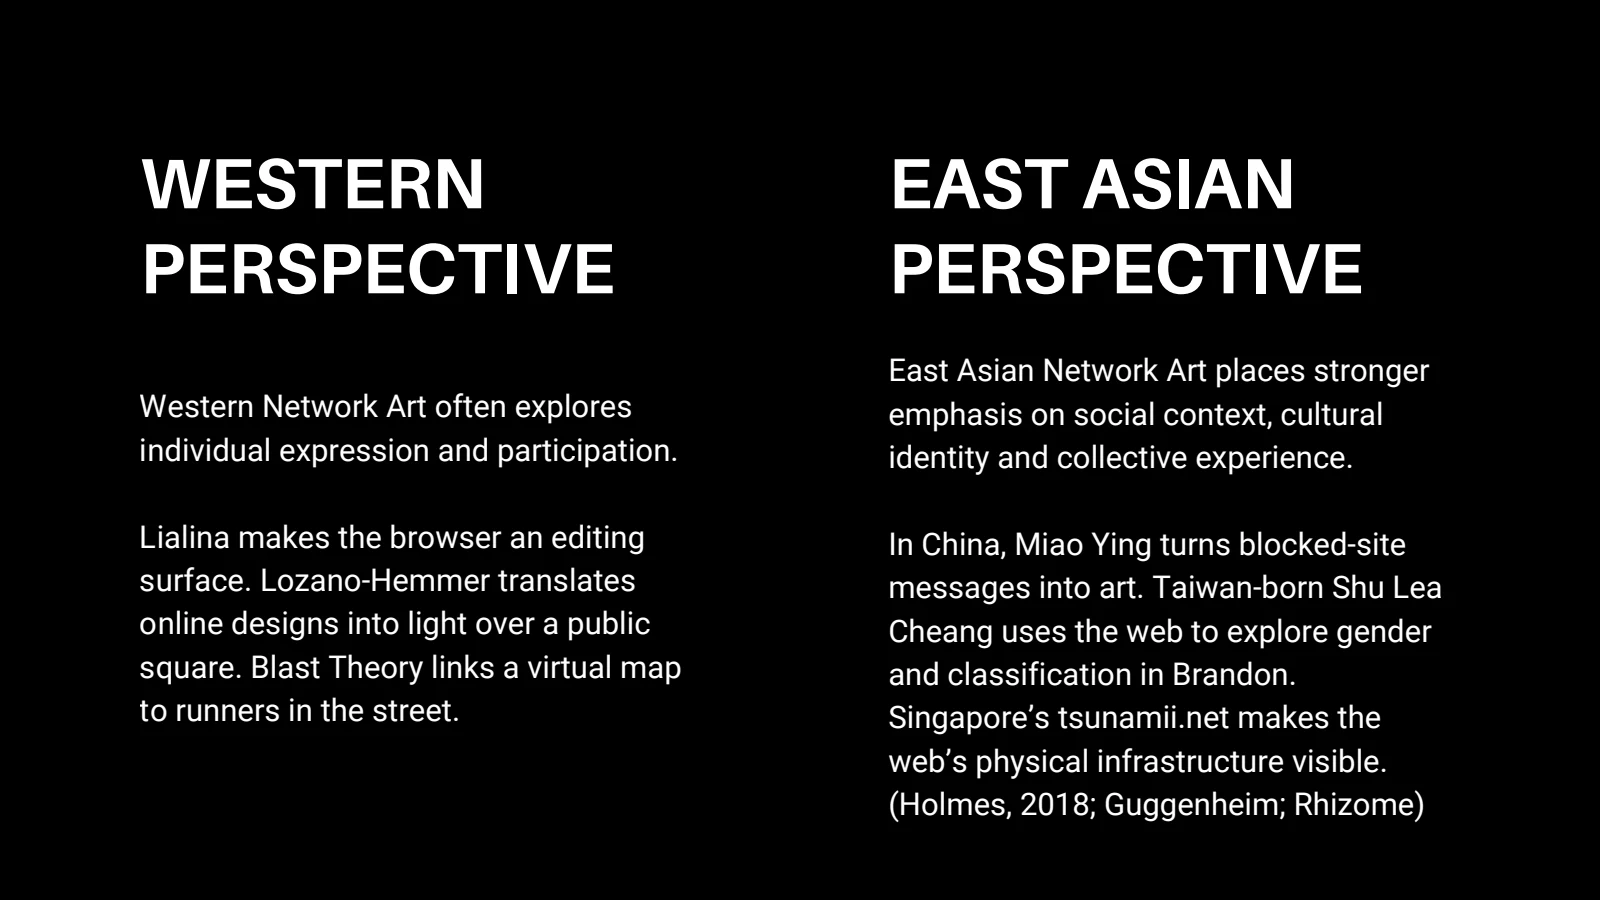 WESTERN
PERSPECTIVE
Western Network Art often explores
individual expression and participation.
Lialina makes the browser an editing
surface. Lozano-Hemmer translates
online designs into light over a public
square. Blast Theory links a virtual map
to runners in the street.
EAST ASIAN
PERSPECTIVE
East Asian Network Art places stronger
emphasis on social context, cultural
identity and collective experience.
In China, Miao Ying turns blocked-site
messages into art. Taiwan-born Shu Lea
Cheang uses the web to explore gender
and classification in Brandon.
Singapore’s tsunamii.net makes the
web’s physical infrastructure visible.
(Holmes, 2018; Guggenheim; Rhizome)